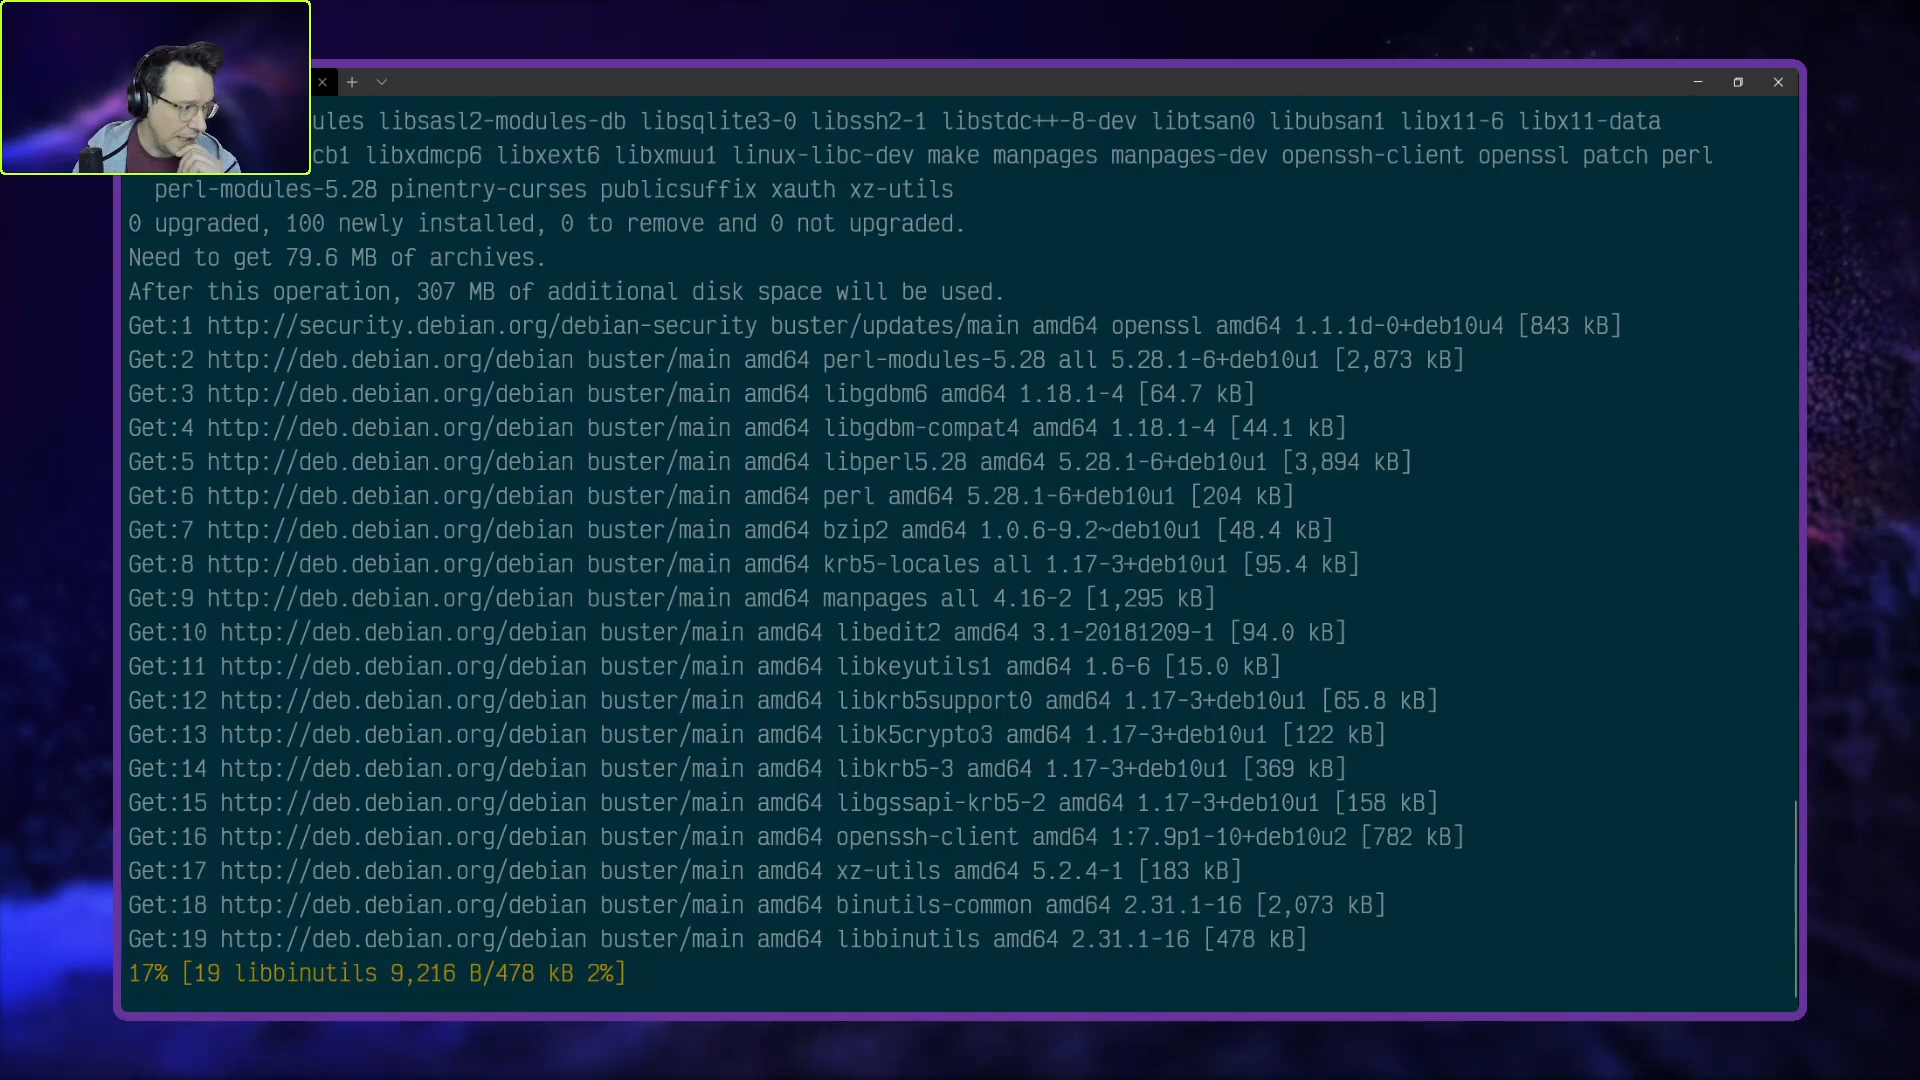 ules libsasl2-modules-db libsqlite3-0 libssh2-1 libstdc++-8-dev libtsan0 libubsan1 libx11-6 libx11-data
cb1 libxdmcp6 libxext6 libxmuu1 linux-libc-dev make manpages manpages-dev openssh-client openssl patch perl
perl-modules-5.28 pinentry-curses publicsuffix xauth xz-utils
0 upgraded, 100 newly installed, 0 to remove and 0 not upgraded.
Need to get 79.6 MB of archives.
After this operation, 307 MB of additional disk space will be used.
Get:1 http://security.debian.org/debian-security buster/updates/main amd64 openssl amd64 1.1.1d-0+deb10u4 [843 kB]
Get:2 http://deb.debian.org/debian buster/main amd64 perl-modules-5.28 all 5.28.1-6+deb10u1 [2,873 kB]
Get:3 http://deb.debian.org/debian buster/main amd64 libgdbm6 amd64 1.18.1-4 [64.7 kB]
Get:4 http://deb.debian.org/debian buster/main amd64 libgdbm-compat4 amd64 1.18.1-4 [44.1 kB]
Get:5 http://deb.debian.org/debian buster/main amd64 libperl5.28 amd64 5.28.1-6+deb10u1 [3,894 kB]
Get:6 http://deb.debian.org/debian buster/main amd64 perl amd64 5.28.1-6+deb10u1 [204 kB]
Get:7 http://deb.debian.org/debian buster/main amd64 bzip2 amd64 1.0.6-9.2~deb10u1 [48.4 kB]
Get:8 http://deb.debian.org/debian buster/main amd64 krb5-locales all 1.17-3+deb10u1 [95.4 kB]
Get:9 http://deb.debian.org/debian buster/main amd64 manpages all 4.16-2 [1,295 kB]
Get:10 http://deb.debian.org/debian buster/main amd64 libedit2 amd64 3.1-20181209-1 [94.0 kB]
Get:11 http://deb.debian.org/debian buster/main amd64 libkeyutils1 amd64 1.6-6 [15.0 kB]
Get:12 http://deb.debian.org/debian buster/main amd64 libkrb5support0 amd64 1.17-3+deb10u1 [65.8 kB]
Get:13 http://deb.debian.org/debian buster/main amd64 libk5crypto3 amd64 1.17-3+deb10u1 [122 kB]
Get:14 http://deb.debian.org/debian buster/main amd64 libkrb5-3 amd64 1.17-3+deb10u1 [369 kB]
Get:15 http://deb.debian.org/debian buster/main amd64 libgssapi-krb5-2 amd64 1.17-3+deb10u1 [158 kB]
Get:16 http://deb.debian.org/debian buster/main amd64 openssh-client amd64 1:7.9p1-10+deb10u2 [782 kB]
Get:17 http://deb.debian.org/debian buster/main amd64 xz-utils amd64 5.2.4-1 [183 kB]
Get:18 http://deb.debian.org/debian buster/main amd64 binutils-common amd64 2.31.1-16 [2,073 kB]
Get:19 http://deb.debian.org/debian buster/main amd64 libbinutils amd64 2.31.1-16 [478 kB]
17% [19 libbinutils 9,216 B/478 kB 2%]